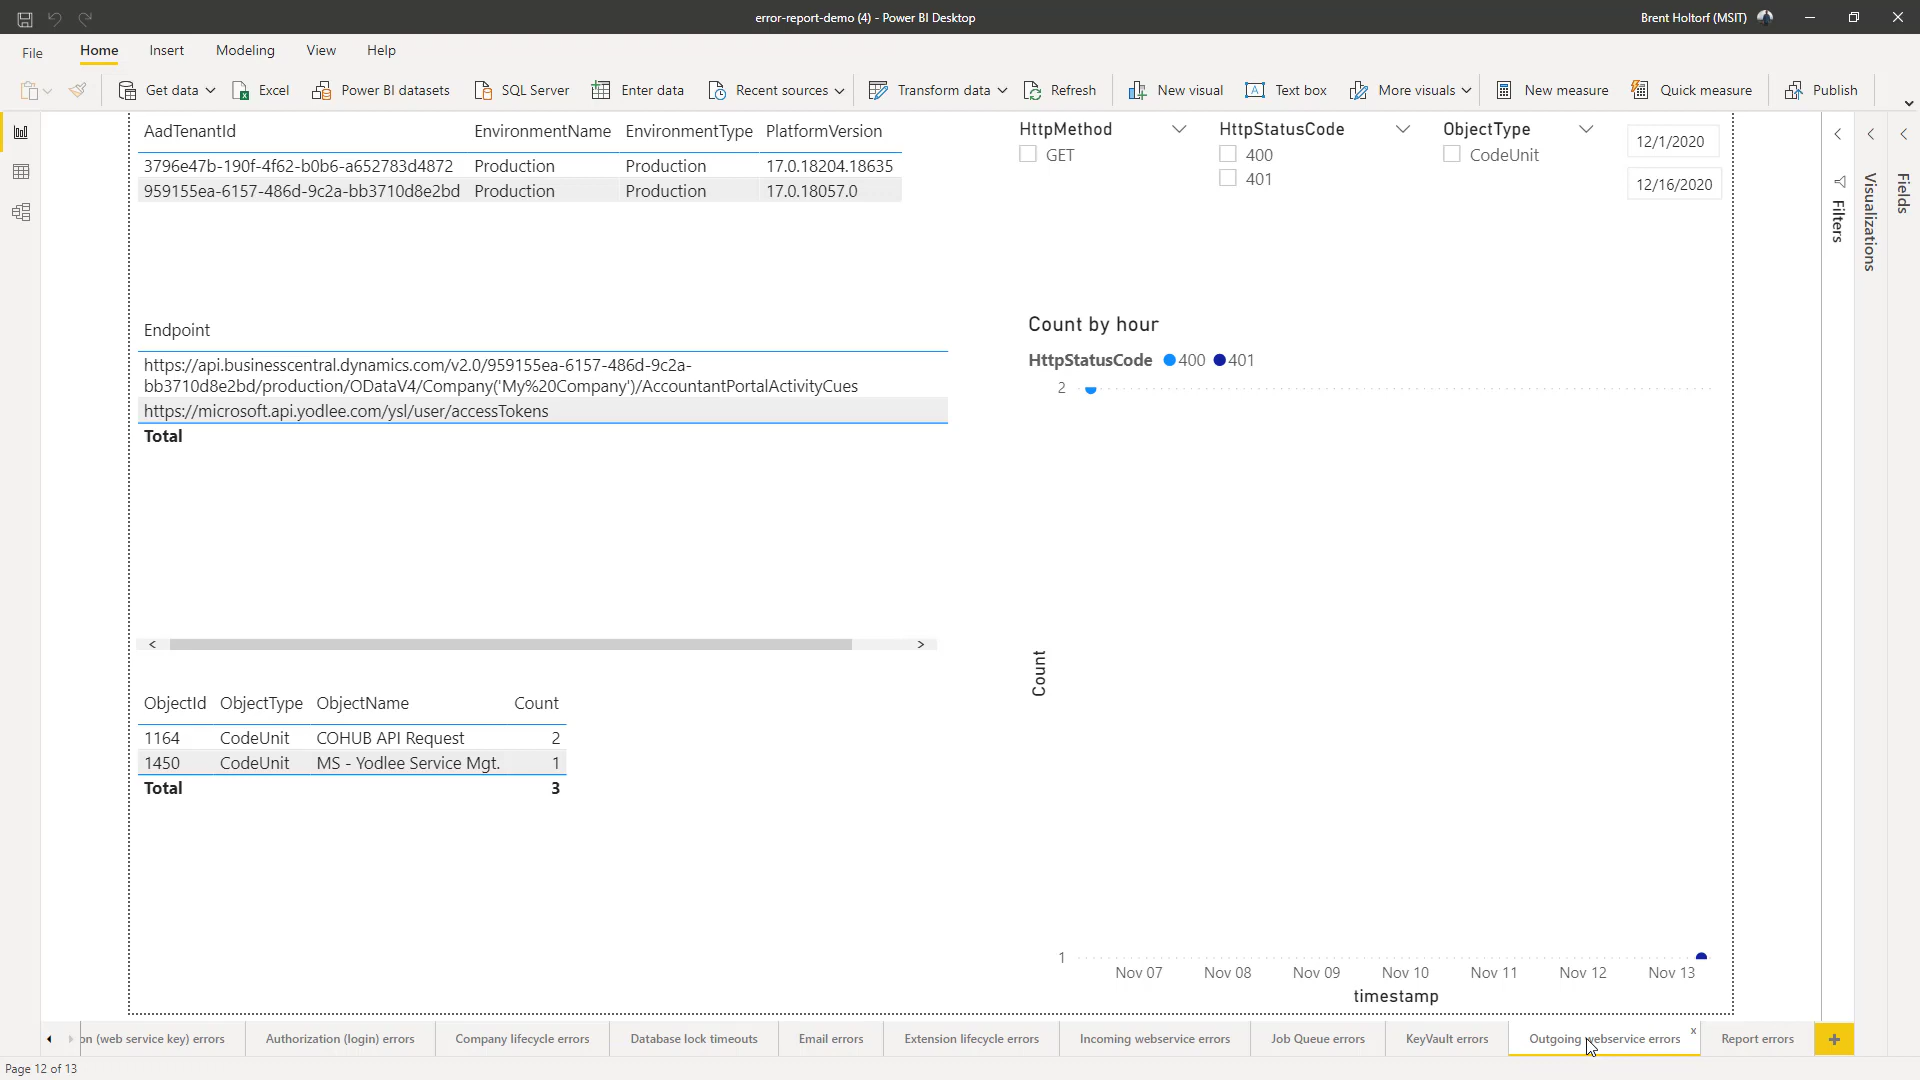 error-report-demo (4) - Power BI Desktop
Brent Holtorf (MSIT)
File Home Insert Modeling View Help
Get data Excel Power BI datasets SQL Server Enter data Recent sources Transform data Refresh New visual Text box More visuals New measure Quick measure Publish
AadTenantId EnvironmentName EnvironmentType PlatformVersion
3796e47b-190f-4f62-b0b6-a652783d4872 Production Production 17.0.18204.18635
959155ea-6157-486d-9c2a-bb3710d8e2bd Production Production 17.0.18057.0
HttpMethod
GET
HttpStatusCode
400
401
ObjectType
CodeUnit
12/1/2020
12/16/2020
Filters
Visualizations
Fields
Endpoint
https://api.businesscentral.dynamics.com/v2.0/959155ea-6157-486d-9c2a-
bb3710d8e2bd/production/ODataV4/Company('My%20Company')/AccountantPortalActivityCues
https://microsoft.api.yodlee.com/ysl/user/accessTokens
Total
Count by hour
HttpStatusCode 400 401
2
Count
1
Nov 07 Nov 08 Nov 09 Nov 10 Nov 11 Nov 12 Nov 13
timestamp
ObjectId ObjectType ObjectName Count
1164 CodeUnit COHUB API Request 2
1450 CodeUnit MS - Yodlee Service Mgt. 1
Total 3
on (web service key) errors Authorization (login) errors Company lifecycle errors Database lock timeouts Email errors Extension lifecycle errors Incoming webservice errors Job Queue errors KeyVault errors Outgoing webservice errors x Report errors +
Page 12 of 13